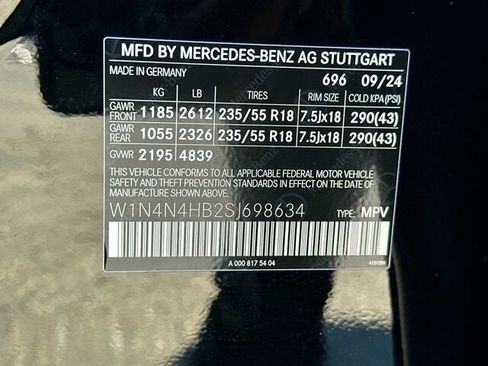 MFD BY MERCEDES-BENZ AG STUTTGART
MADE IN GERMANY 696 09/24
KG LB TIRES RIM SIZE COLD KPA(PSI)
GAWR FRONT 1185 2612 235/55 R18 7.5Jx18 290(43)
GAWR REAR 1055 2326 235/55 R18 7.5Jx18 290(43)
GVWR 2195 4839
THIS VEHICLE CONFORMS TO ALL APPLICABLE
FEDERAL MOTOR VEHICLE SAFETY BUMPER,
AND THEFT PREVENTION STANDARDS IN EFFECT
ON THE DATE OF MANUFACTURE SHOWN ABOVE.
W1N4N4HB2SJ698634 TYPE: MPV
A 000 817 54 04